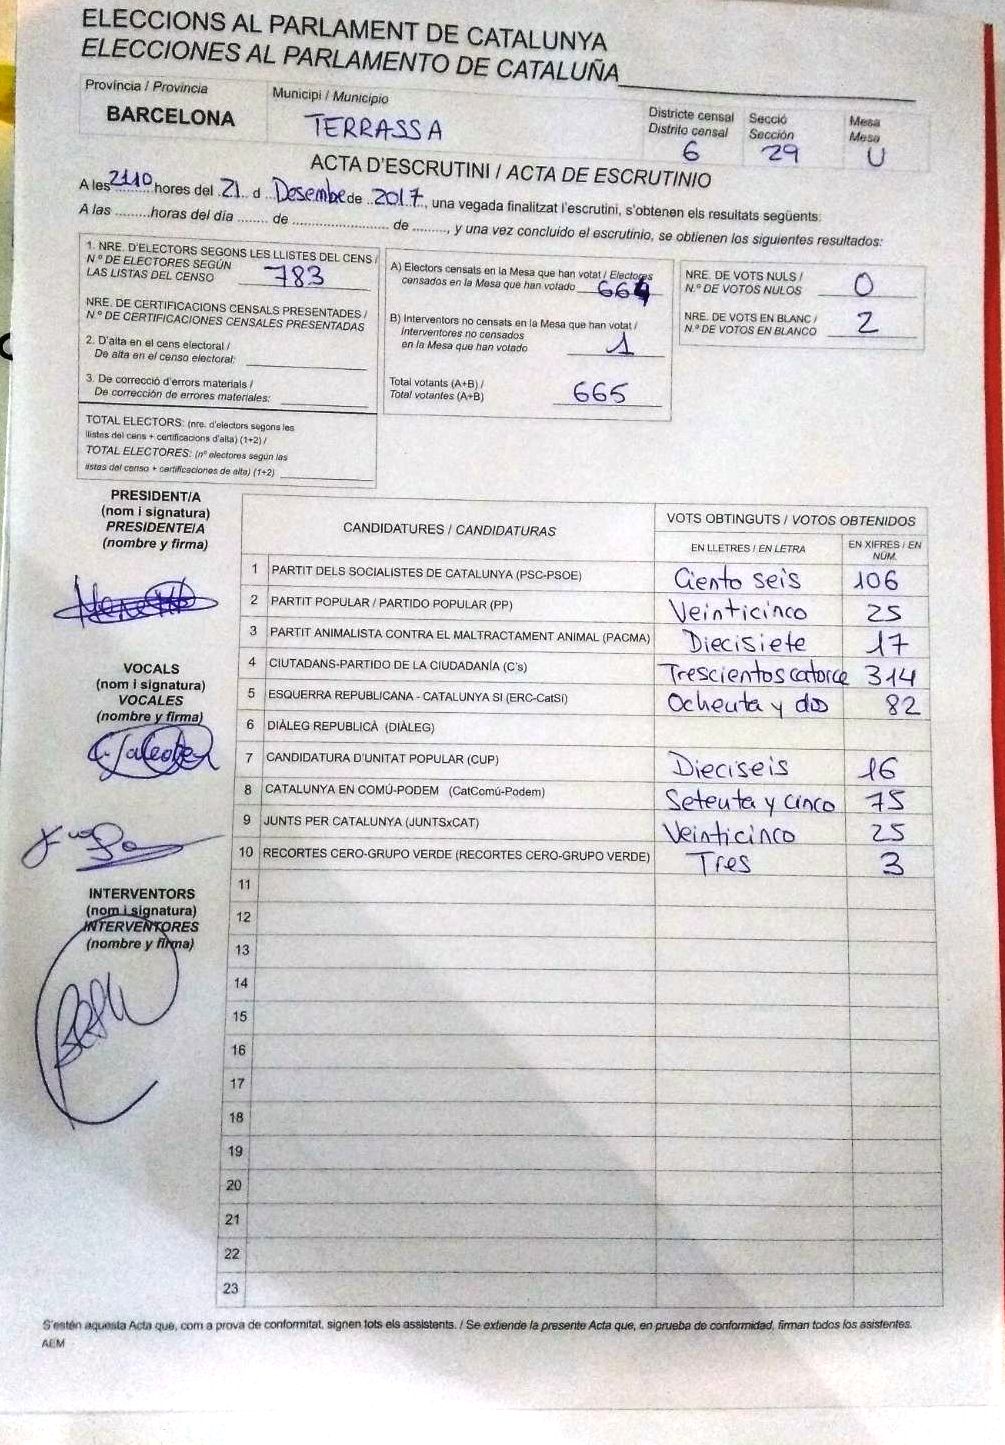 ELECCIONS AL PARLAMENT DE CATALUNYA
ELECCIONES AL PARLAMENTO DE CATALUÑA
Província / Provincia
BARCELONA
Municipi / Municipio
TERRASSA
Districte censal
Distrito censal
6
Secció
Sección
29
Mesa
Mesa
U
ACTA D'ESCRUTINI / ACTA DE ESCRUTINIO
A les 2110 hores del 21 d Desembe de 2017, una vegada finalitzat l'escrutini, s'obtenen els resultats següents:
A las .........horas del día ........ de ........................ de ........., y una vez concluido el escrutinio, se obtienen los siguientes resultados:
1. NRE. D'ELECTORS SEGONS LES LLISTES DEL CENS /
N.º DE ELECTORES SEGÚN
LAS LISTAS DEL CENSO 783
NRE. DE CERTIFICACIONS CENSALS PRESENTADES /
N.º DE CERTIFICACIONES CENSALES PRESENTADAS
2. D'alta en el cens electoral /
De alta en el censo electoral:
3. De correcció d'errors materials /
De corrección de errores materiales:
TOTAL ELECTORS: (nre. d'electors segons les
llistes del cens + certificacions d'alta) (1+2) /
TOTAL ELECTORES: (nº electores según las
listas del censo + certificaciones de alta) (1+2)
A) Electors censats en la Mesa que han votat / Electores
censados en la Mesa que han votado 664
B) Interventors no censats en la Mesa que han votat /
Interventores no censados
en la Mesa que han votado 1
Total votants (A+B) /
Total votantes (A+B) 665
NRE. DE VOTS NULS /
N.º DE VOTOS NULOS 0
NRE. DE VOTS EN BLANC /
N.º DE VOTOS EN BLANCO 2
PRESIDENT/A
(nom i signatura)
PRESIDENTE/A
(nombre y firma)
VOCALS
(nom i signatura)
VOCALES
(nombre y firma)
INTERVENTORS
(nom i signatura)
INTERVENTORES
(nombre y firma)
CANDIDATURES / CANDIDATURAS
VOTS OBTINGUTS / VOTOS OBTENIDOS
EN LLETRES / EN LETRA
EN XIFRES / EN NÚM.
1 PARTIT DELS SOCIALISTES DE CATALUNYA (PSC-PSOE) Ciento seis 106
2 PARTIT POPULAR / PARTIDO POPULAR (PP) Veinticinco 25
3 PARTIT ANIMALISTA CONTRA EL MALTRACTAMENT ANIMAL (PACMA) Diecisiete 17
4 CIUTADANS-PARTIDO DE LA CIUDADANÍA (C's) Trescientos catorce 314
5 ESQUERRA REPUBLICANA - CATALUNYA SÍ (ERC-CatSí) Ochenta y dos 82
6 DIÀLEG REPUBLICÀ (DIÀLEG)
7 CANDIDATURA D'UNITAT POPULAR (CUP) Dieciseis 16
8 CATALUNYA EN COMÚ-PODEM (CatComú-Podem) Setenta y cinco 75
9 JUNTS PER CATALUNYA (JUNTSxCAT) Veinticinco 25
10 RECORTES CERO-GRUPO VERDE (RECORTES CERO-GRUPO VERDE) Tres 3
11
12
13
14
15
16
17
18
19
20
21
22
23
S'estén aquesta Acta que, com a prova de conformitat, signen tots els assistents. / Se extiende la presente Acta que, en prueba de conformidad, firman todos los asistentes.
AEM